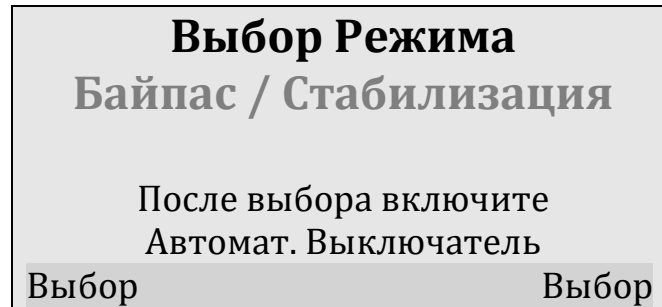 Выбор Режима
Байпас / Стабилизация
После выбора включите
Автомат. Выключатель
Выбор Выбор